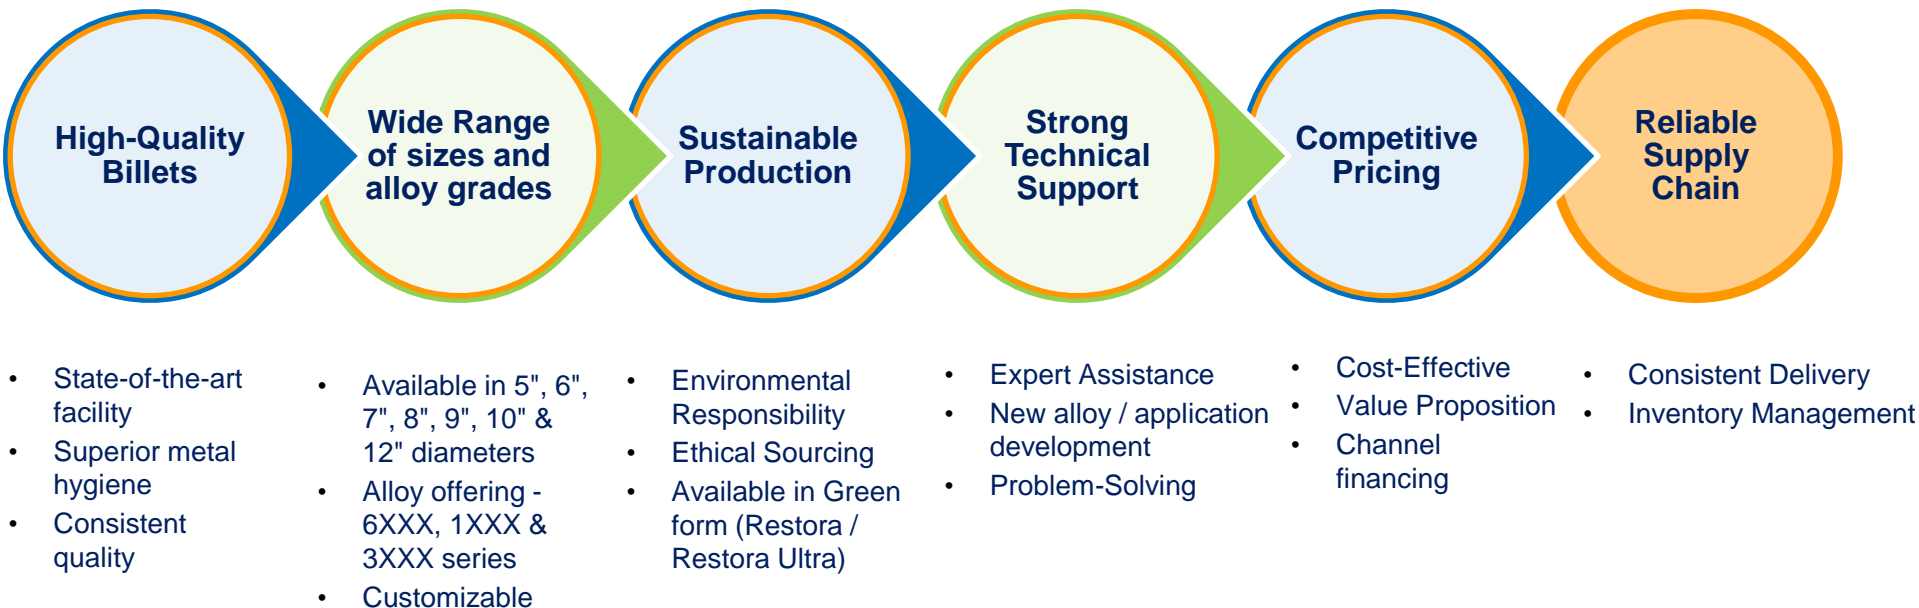 High-Quality
Billets
Wide Range
of sizes and
alloy grades
Sustainable
Production
Strong
Technical
Support
Competitive
Pricing
Reliable
Supply
Chain
• State-of-the-art
facility
• Superior metal
hygiene
• Consistent
quality
• Available in 5", 6",
7", 8", 9", 10" &
12" diameters
• Alloy offering -
6XXX, 1XXX &
3XXX series
• Customizable
• Environmental
Responsibility
• Ethical Sourcing
• Available in Green
form (Restora /
Restora Ultra)
• Expert Assistance
• New alloy / application
development
• Problem-Solving
• Cost-Effective
• Value Proposition
• Channel
financing
• Consistent Delivery
• Inventory Management